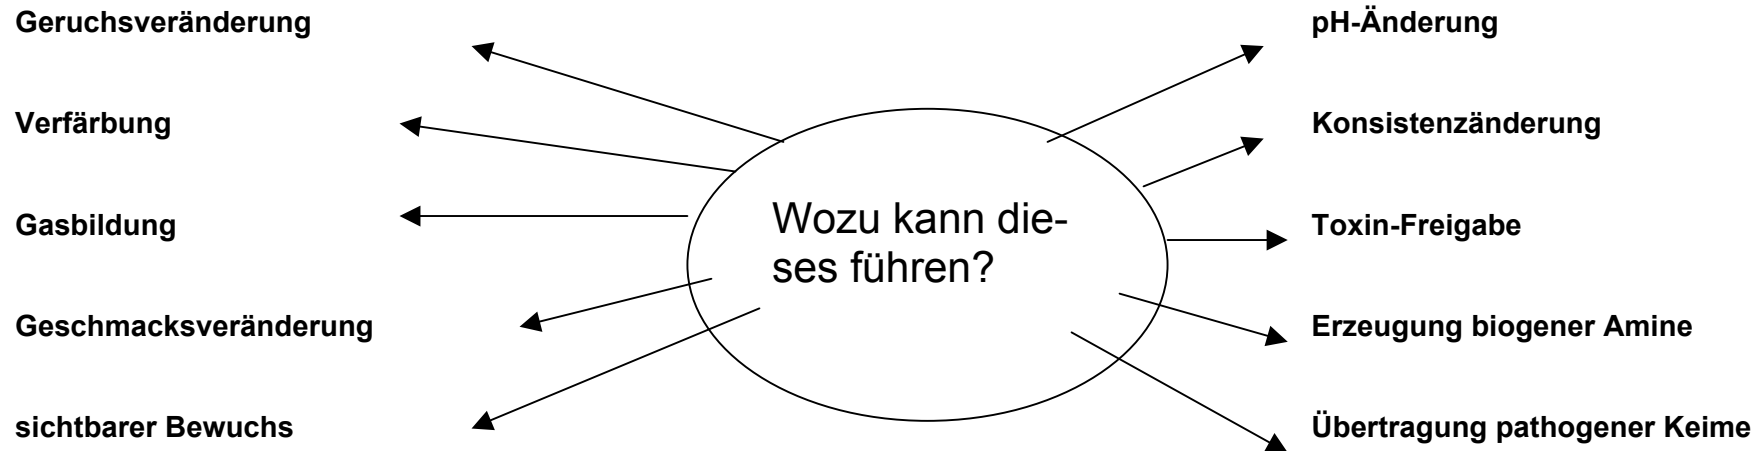 Geruchsveränderung
Verfärbung
Gasbildung
Geschmacksveränderung
sichtbarer Bewuchs
Wozu kann die-
ses führen?
pH-Änderung
Konsistenzänderung
Toxin-Freigabe
Erzeugung biogener Amine
Übertragung pathogener Keime